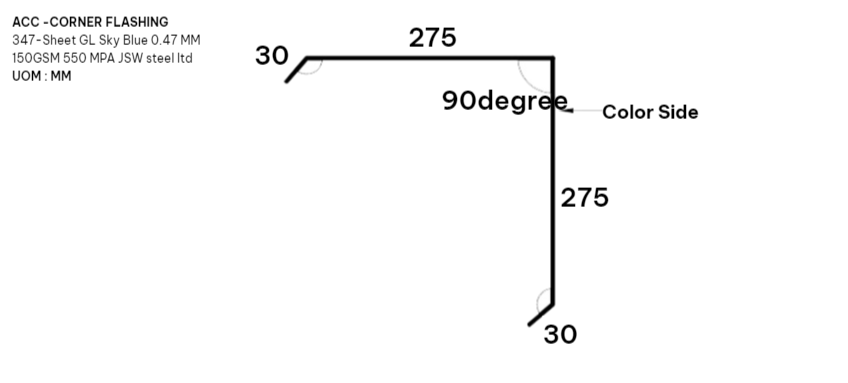 ACC -CORNER FLASHING
347-Sheet GL Sky Blue 0.47 MM
150GSM 550 MPA JSW steel ltd
UOM : MM
275
30
90degree
Color Side
275
30